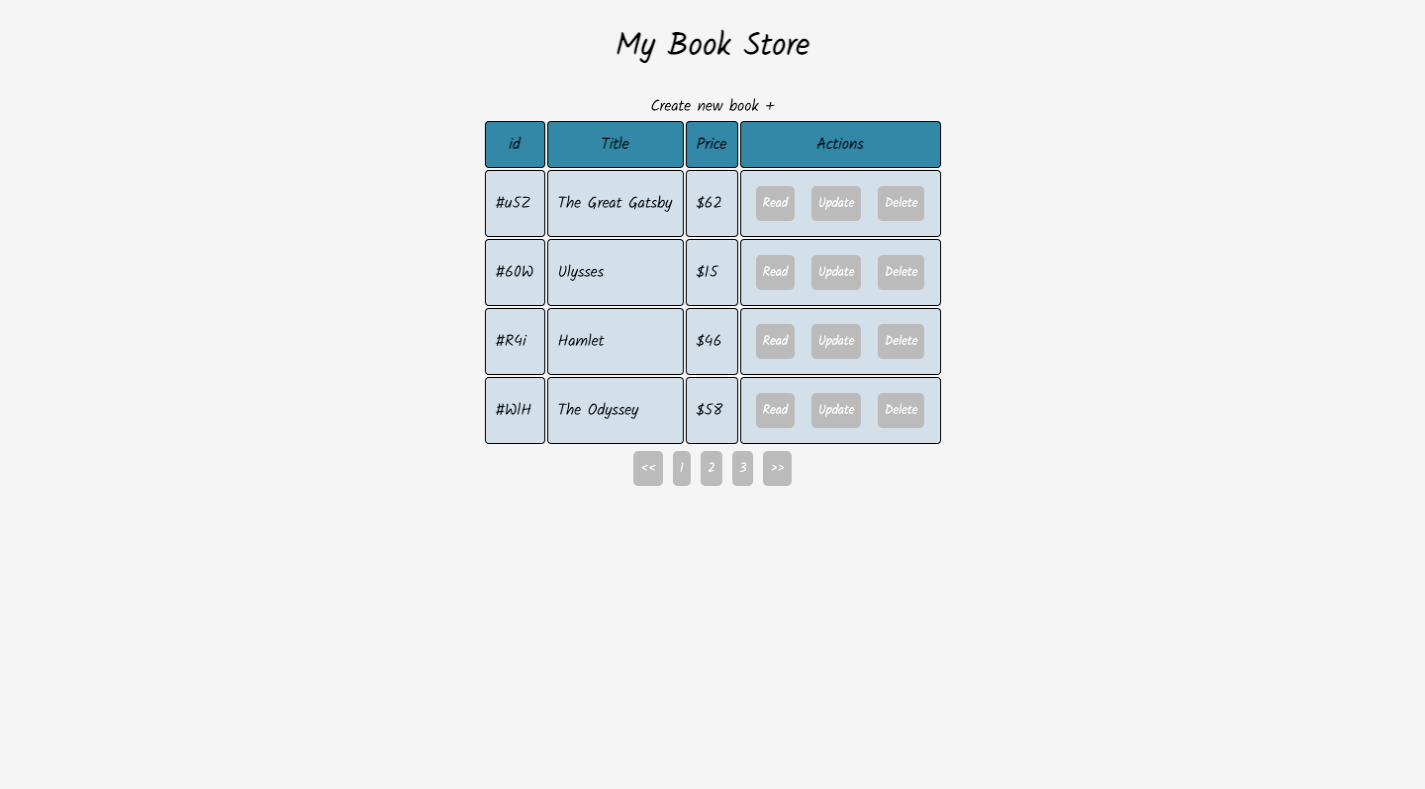 My Book Store
Create new book +
id Title Price Actions
#u5Z The Great Gatsby $62 Read Update Delete
#60W Ulysses $15 Read Update Delete
#R4i Hamlet $46 Read Update Delete
#WlH The Odyssey $58 Read Update Delete
<< 1 2 3 >>